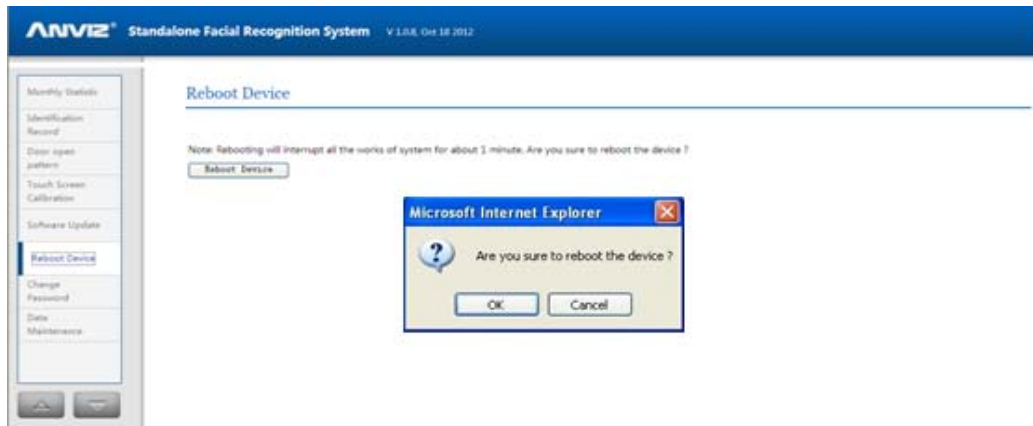 ANVIZ® Standalone Facial Recognition System V 1.0.8, Oct 18 2012
Monthly Statistic
Identification
Record
Door open
pattern
Touch Screen
Calibration
Software Update
Reboot Device
Change
Password
Data
Maintenance
Reboot Device
Note: Rebooting will interrupt all the works of system for about 1 minute. Are you sure to reboot the device ?
Reboot Device
Microsoft Internet Explorer
Are you sure to reboot the device ?
OK
Cancel